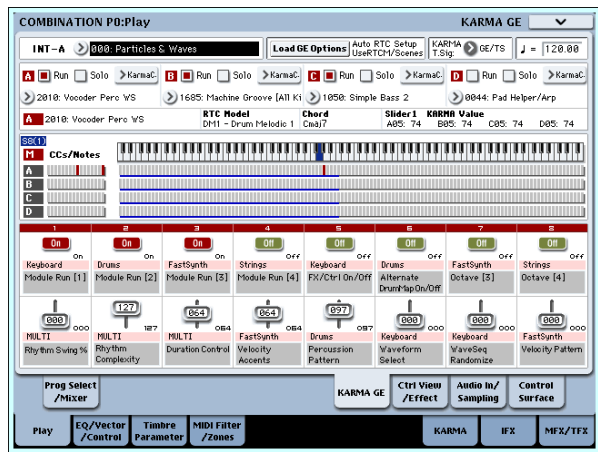 COMBINATION P0:Play KARMA GE
INT-A 000: Particles & Waves Load GE Options Auto RTC Setup UseRTCM/Scenes KARMA T.Sig: GE/TS ♩ = 120.00
A Run Solo KarmaC. B Run Solo KarmaC. C Run Solo KarmaC. D Run Solo KarmaC.
2010: Vocoder Perc WS 1685: Machine Groove [All Ki 1050: Simple Bass 2 0044: Pad Helper/Arp
RTC Model Chord Slider1 KARMA Value
A 2010: Vocoder Perc WS DM1 - Drum Melodic 1 Cmaj7 A05: 74 B05: 74 C05: 74 D05: 74
S8(1)
M CCs/Notes
A
B
C
D
1 2 3 4 5 6 7 8
On On On Off Off Off Off Off
On On On Off Off Off Off Off
Keyboard Drums FastSynth Strings Keyboard Drums FastSynth Strings
Module Run [1] Module Run [2] Module Run [3] Module Run [4] FX/Ctrl On/Off Alternate DrumMap On/Off Octave [3] Octave [4]
000 127 064 064 097 000 000 000
000 127 064 064 097 000 000 000
MULTI MULTI MULTI FastSynth Drums Keyboard Keyboard FastSynth
Rhythm Swing % Rhythm Complexity Duration Control Velocity Accents Percussion Pattern Waveform Select WaveSeq Randomize Velocity Pattern
Prog Select /Mixer KARMA GE Ctrl View /Effect Audio In/ Sampling Control Surface
Play EQ/Vector /Control Timbre Parameter MIDI Filter /Zones KARMA IFX MFX/TFX